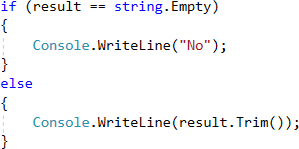 if (result == string.Empty)
{
    Console.WriteLine("No");
}
else
{
    Console.WriteLine(result.Trim());
}